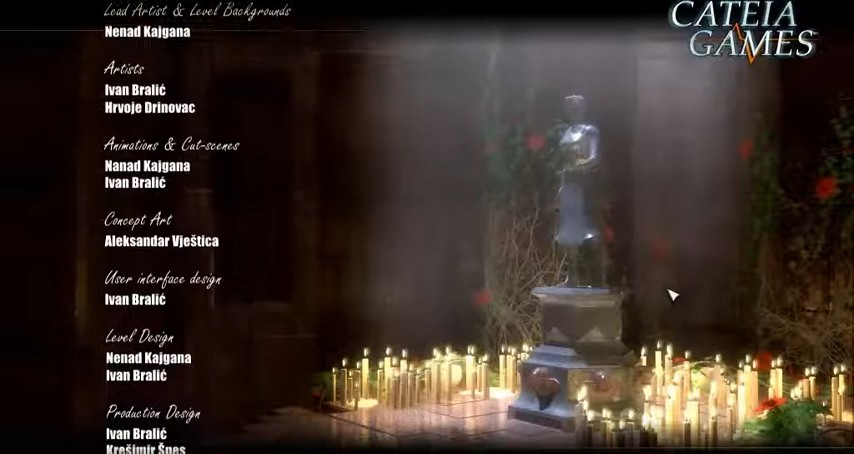 Lead Artist & Level Backgrounds
Nenad Kajgana
Artists
Ivan Bralić
Hrvoje Drinovac
Animations & Cut-scenes
Nanad Kajgana
Ivan Bralić
Concept Art
Aleksandar Vještica
User interface design
Ivan Bralić
Level Design
Nenad Kajgana
Ivan Bralić
Production Design
Ivan Bralić
Krešimir Špes
CATEIA
GAMES